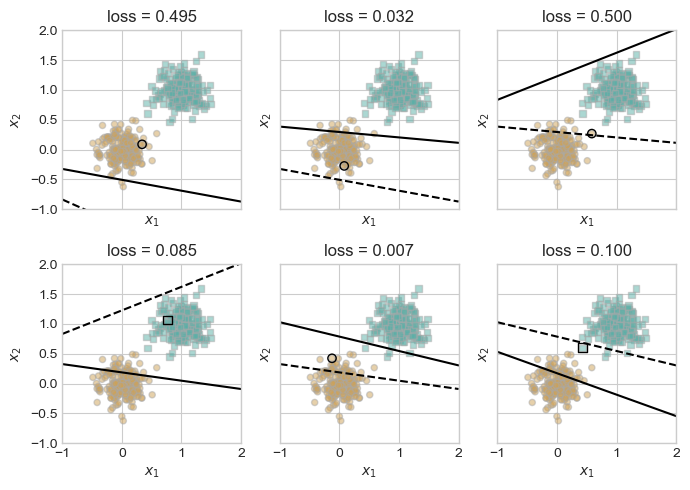 loss = 0.495
loss = 0.032
loss = 0.500
2.0
1.5
1.0
0.5
0.0
−0.5
−1.0
x₂
x₂
x₂
x₁
x₁
x₁
loss = 0.085
loss = 0.007
loss = 0.100
2.0
1.5
1.0
0.5
0.0
−0.5
−1.0
x₂
x₂
x₂
−1 0 1 2
−1 0 1 2
−1 0 1 2
x₁
x₁
x₁